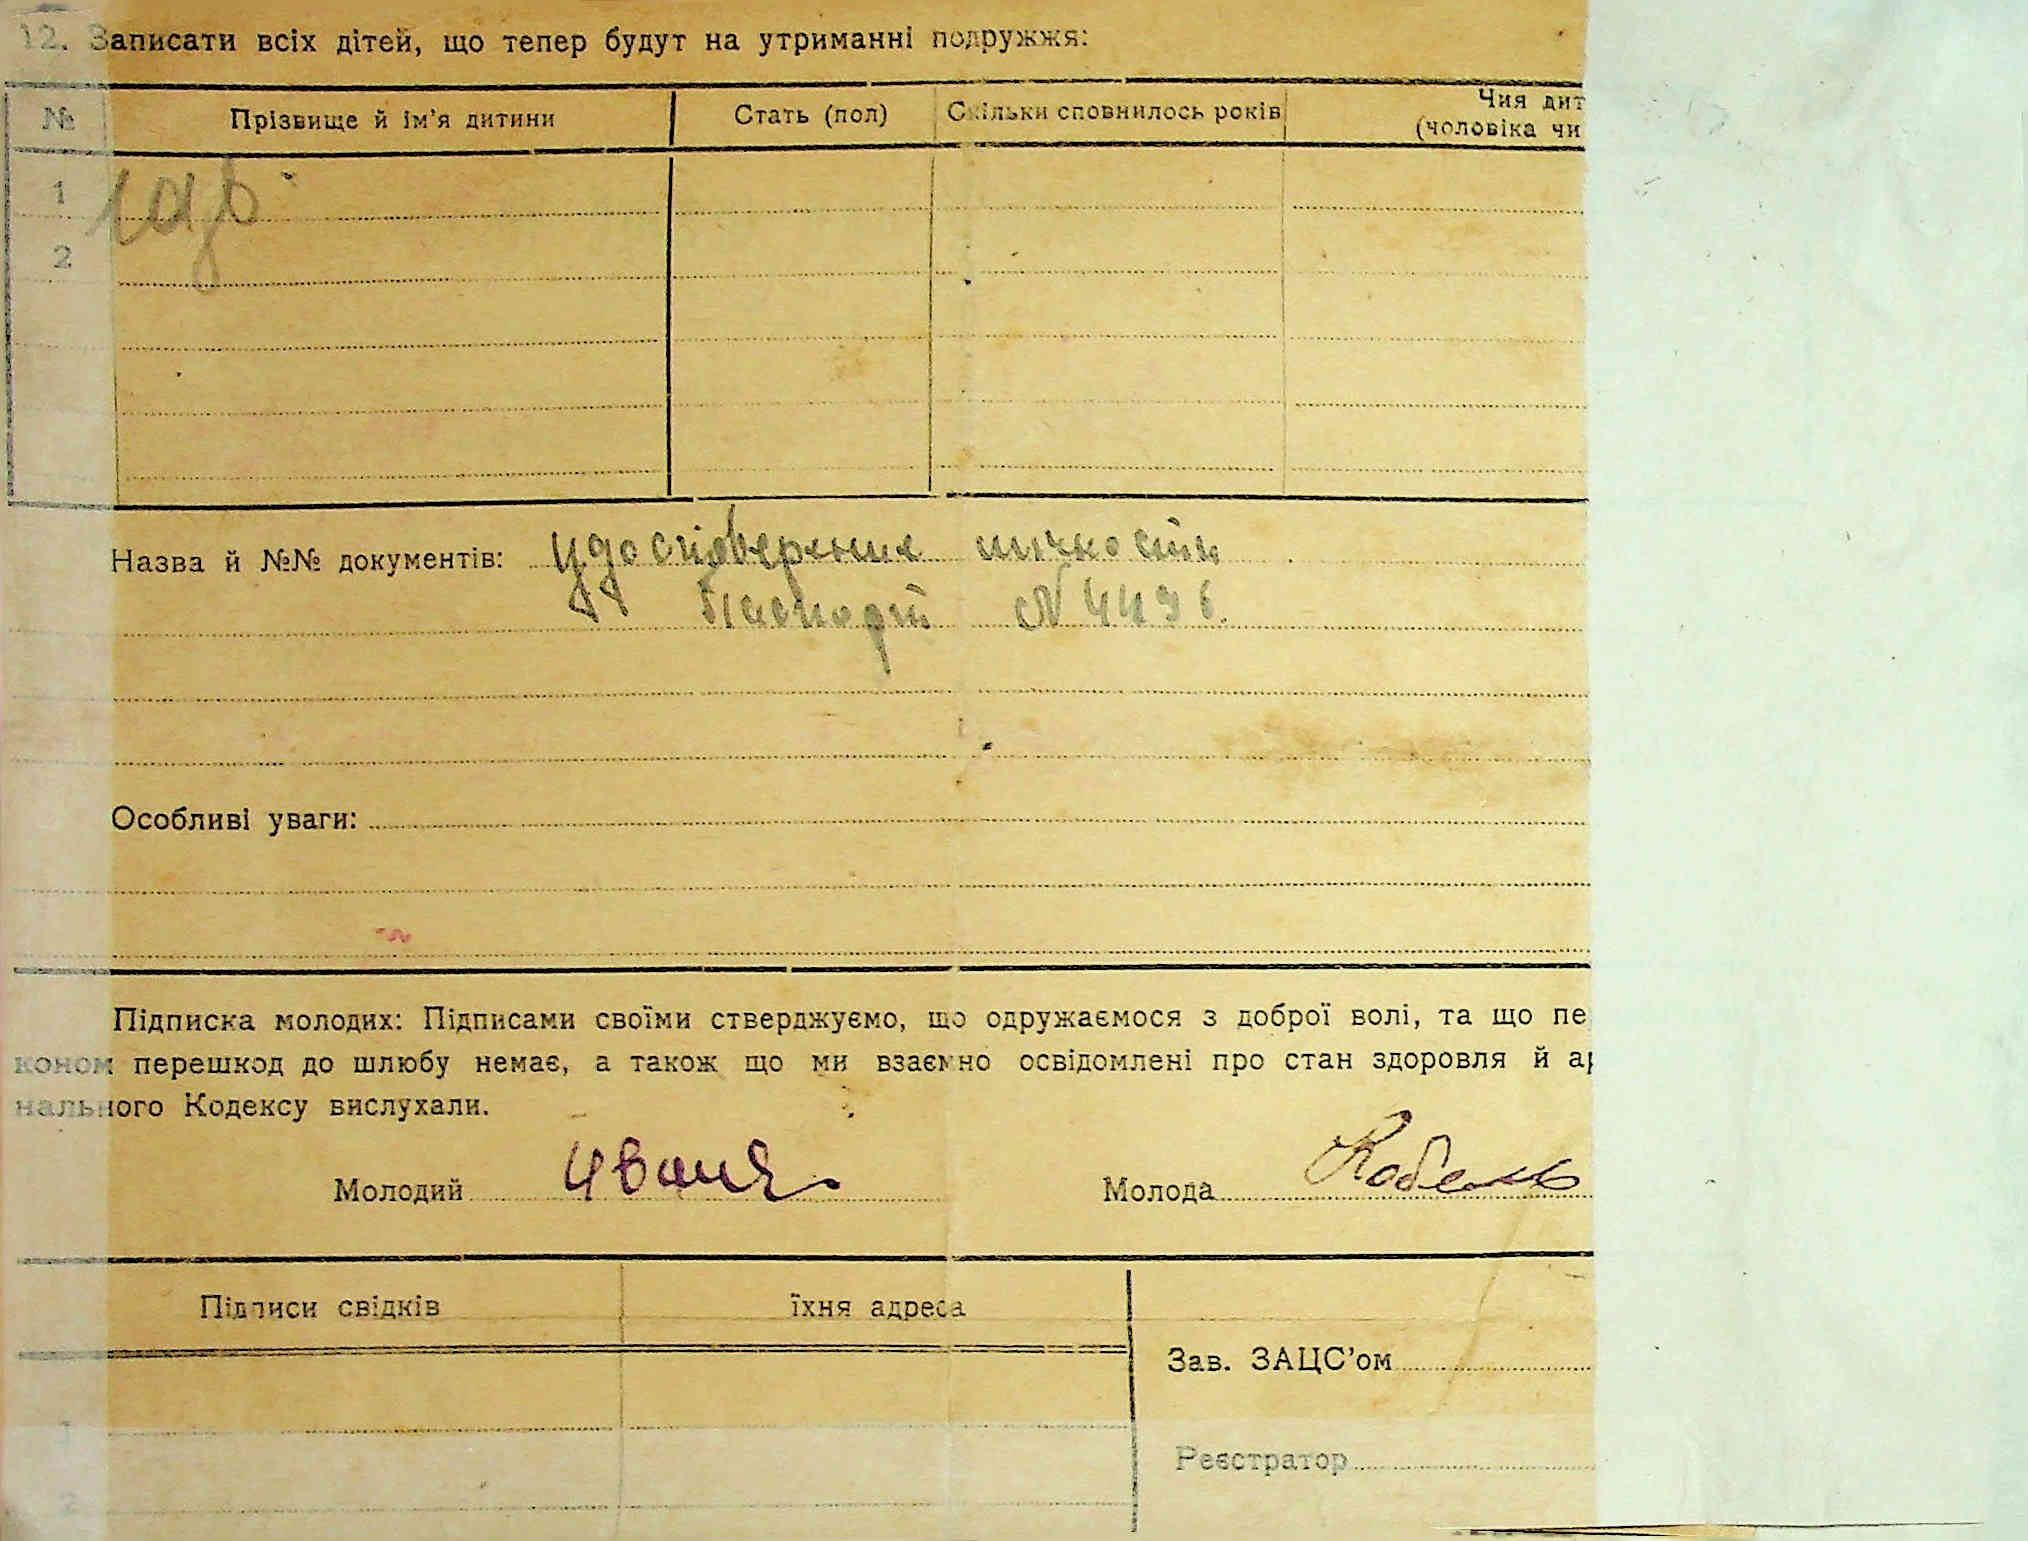 12. Записати всіх дітей, що тепер будут на утриманні подружжя:
№ Прізвище й ім'я дитини Стать (пол) Скільки сповнилось років Чия дит
(чоловіка чи
1
2
Назва й №№ документів: удостоверение личности
Паспорт № 4496.
Особливі уваги:
Підписка молодих: Підписами своїми стверджуємо, що одружаємося з доброї волі, та що пе
коном перешкод до шлюбу немає, а також що ми взаємно освідомлені про стан здоровля й а
нального Кодексу вислухали.
Молодий Молода
Підписи свідків їхня адреса
Зав. ЗАЦС'ом
1
Реєстратор
2